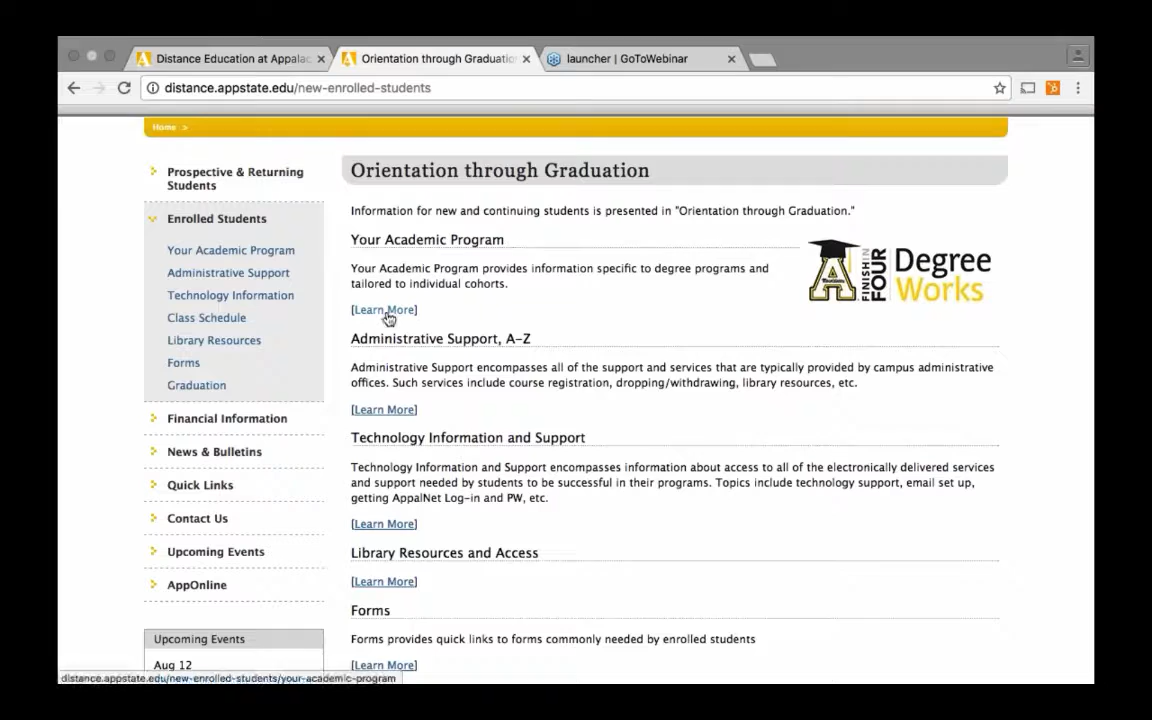 Distance Education at Appalac
Orientation through Graduatio
launcher | GoToWebinar
distance.appstate.edu/new-enrolled-students
Home >
Prospective & Returning
Students
Enrolled Students
Your Academic Program
Administrative Support
Technology Information
Class Schedule
Library Resources
Forms
Graduation
Financial Information
News & Bulletins
Quick Links
Contact Us
Upcoming Events
AppOnline
Upcoming Events
Aug 12
Orientation through Graduation
Information for new and continuing students is presented in "Orientation through Graduation."
Your Academic Program
Your Academic Program provides information specific to degree programs and
tailored to individual cohorts.
[Learn More]
A FINISH IN FOUR Degree
Works
Administrative Support, A-Z
Administrative Support encompasses all of the support and services that are typically provided by campus administrative
offices. Such services include course registration, dropping/withdrawing, library resources, etc.
[Learn More]
Technology Information and Support
Technology Information and Support encompasses information about access to all of the electronically delivered services
and support needed by students to be successful in their programs. Topics include technology support, email set up,
getting AppalNet Log-in and PW, etc.
[Learn More]
Library Resources and Access
[Learn More]
Forms
Forms provides quick links to forms commonly needed by enrolled students
[Learn More]
distance.appstate.edu/new-enrolled-students/your-academic-program